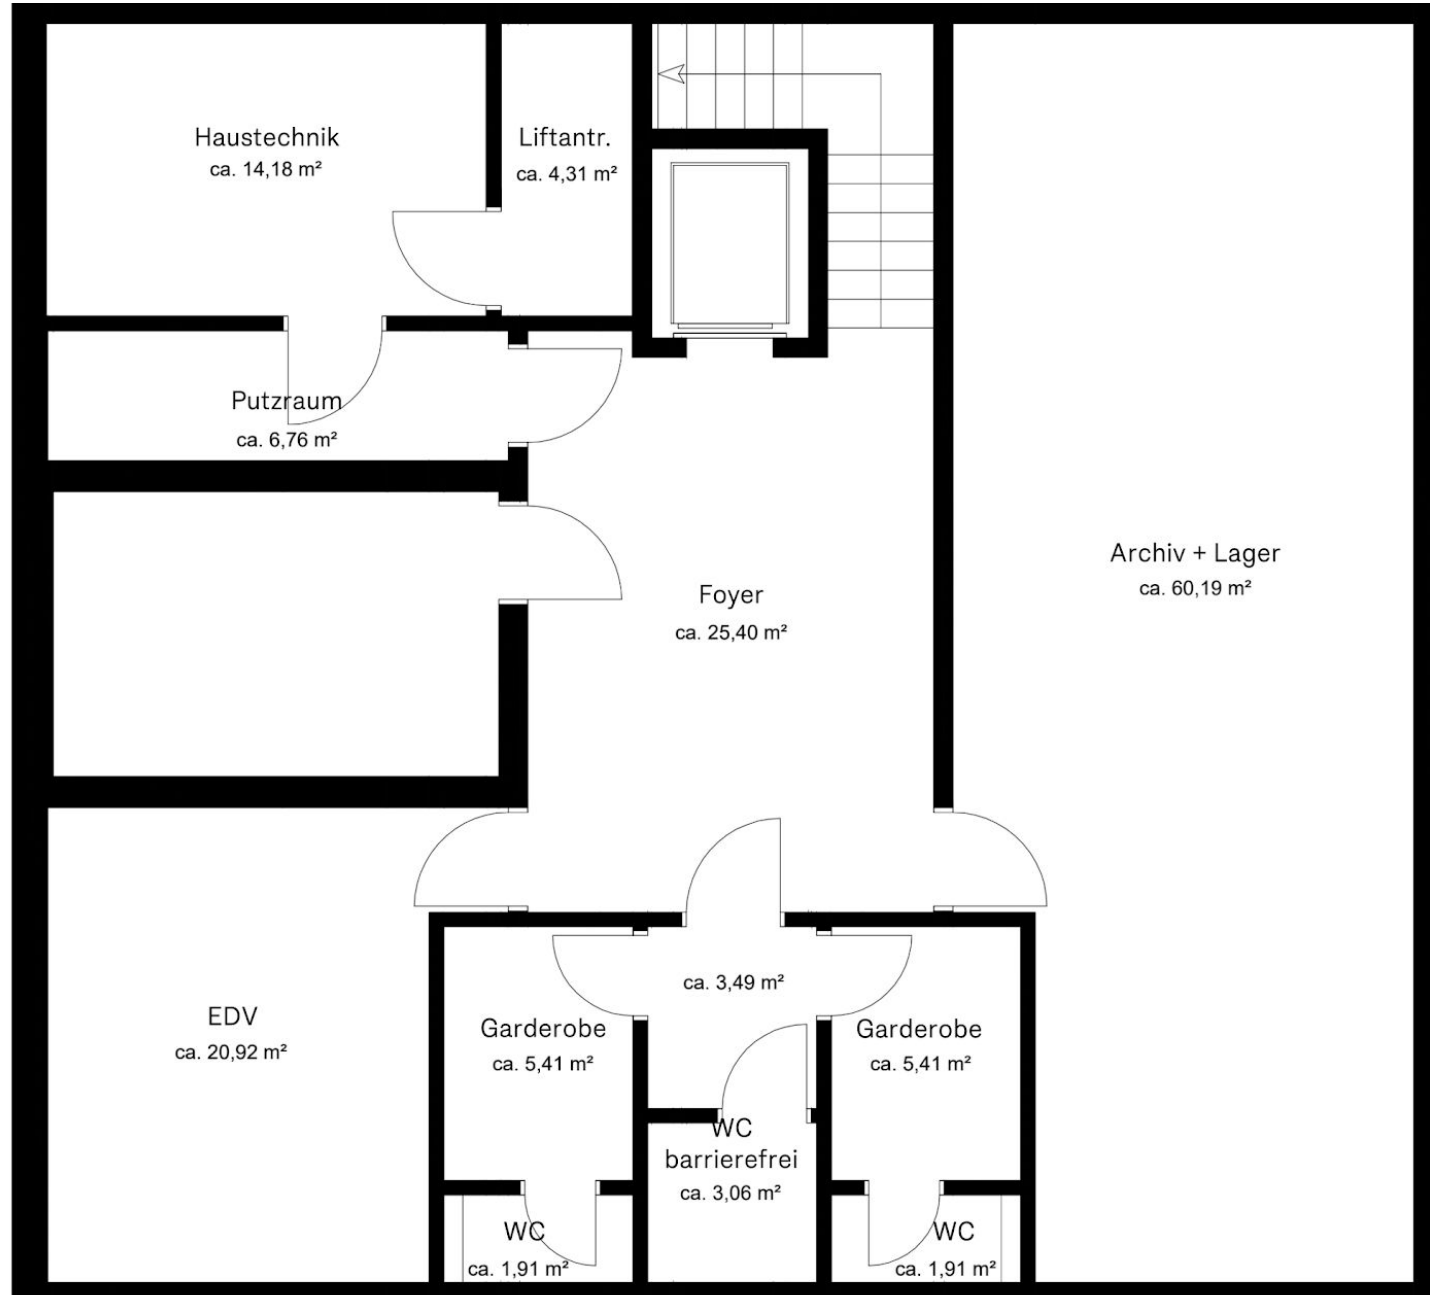 Haustechnik
ca. 14,18 m²
Liftantr.
ca. 4,31 m²
Putzraum
ca. 6,76 m²
Archiv + Lager
ca. 60,19 m²
Foyer
ca. 25,40 m²
ca. 3,49 m²
EDV
ca. 20,92 m²
Garderobe
ca. 5,41 m²
Garderobe
ca. 5,41 m²
WC
barrierefrei
ca. 3,06 m²
WC
ca. 1,91 m²
WC
ca. 1,91 m²